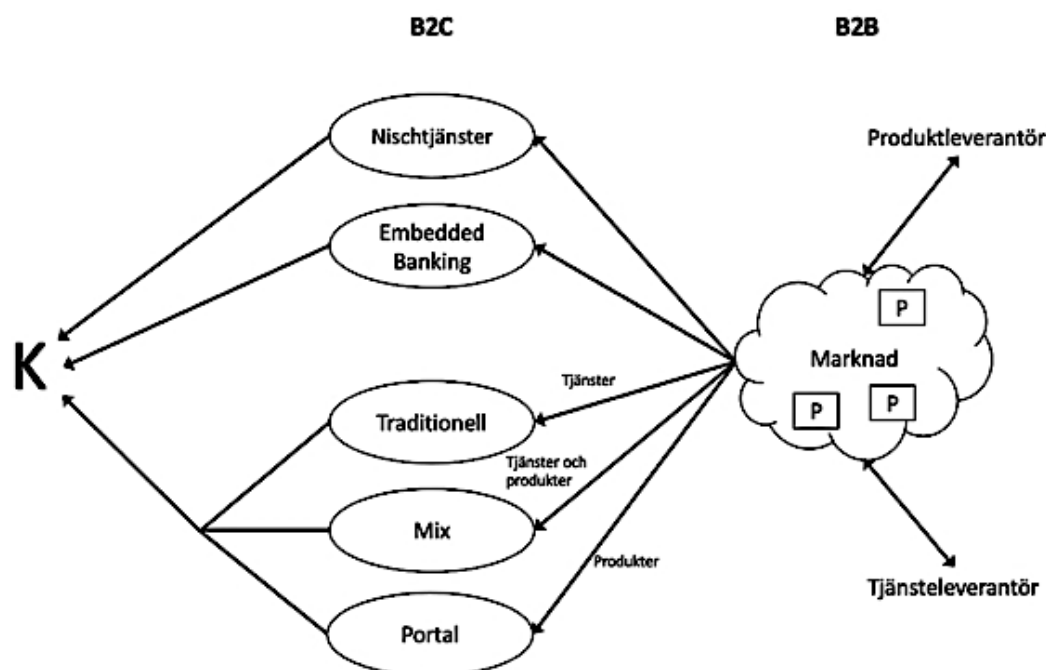 B2C
B2B
Nischtjänster
Produktleverantör
Embedded
Banking
P
Marknad
K
Tjänster
P
P
Traditionell
Tjänster och
produkter
Mix
Produkter
Tjänsteleverantör
Portal